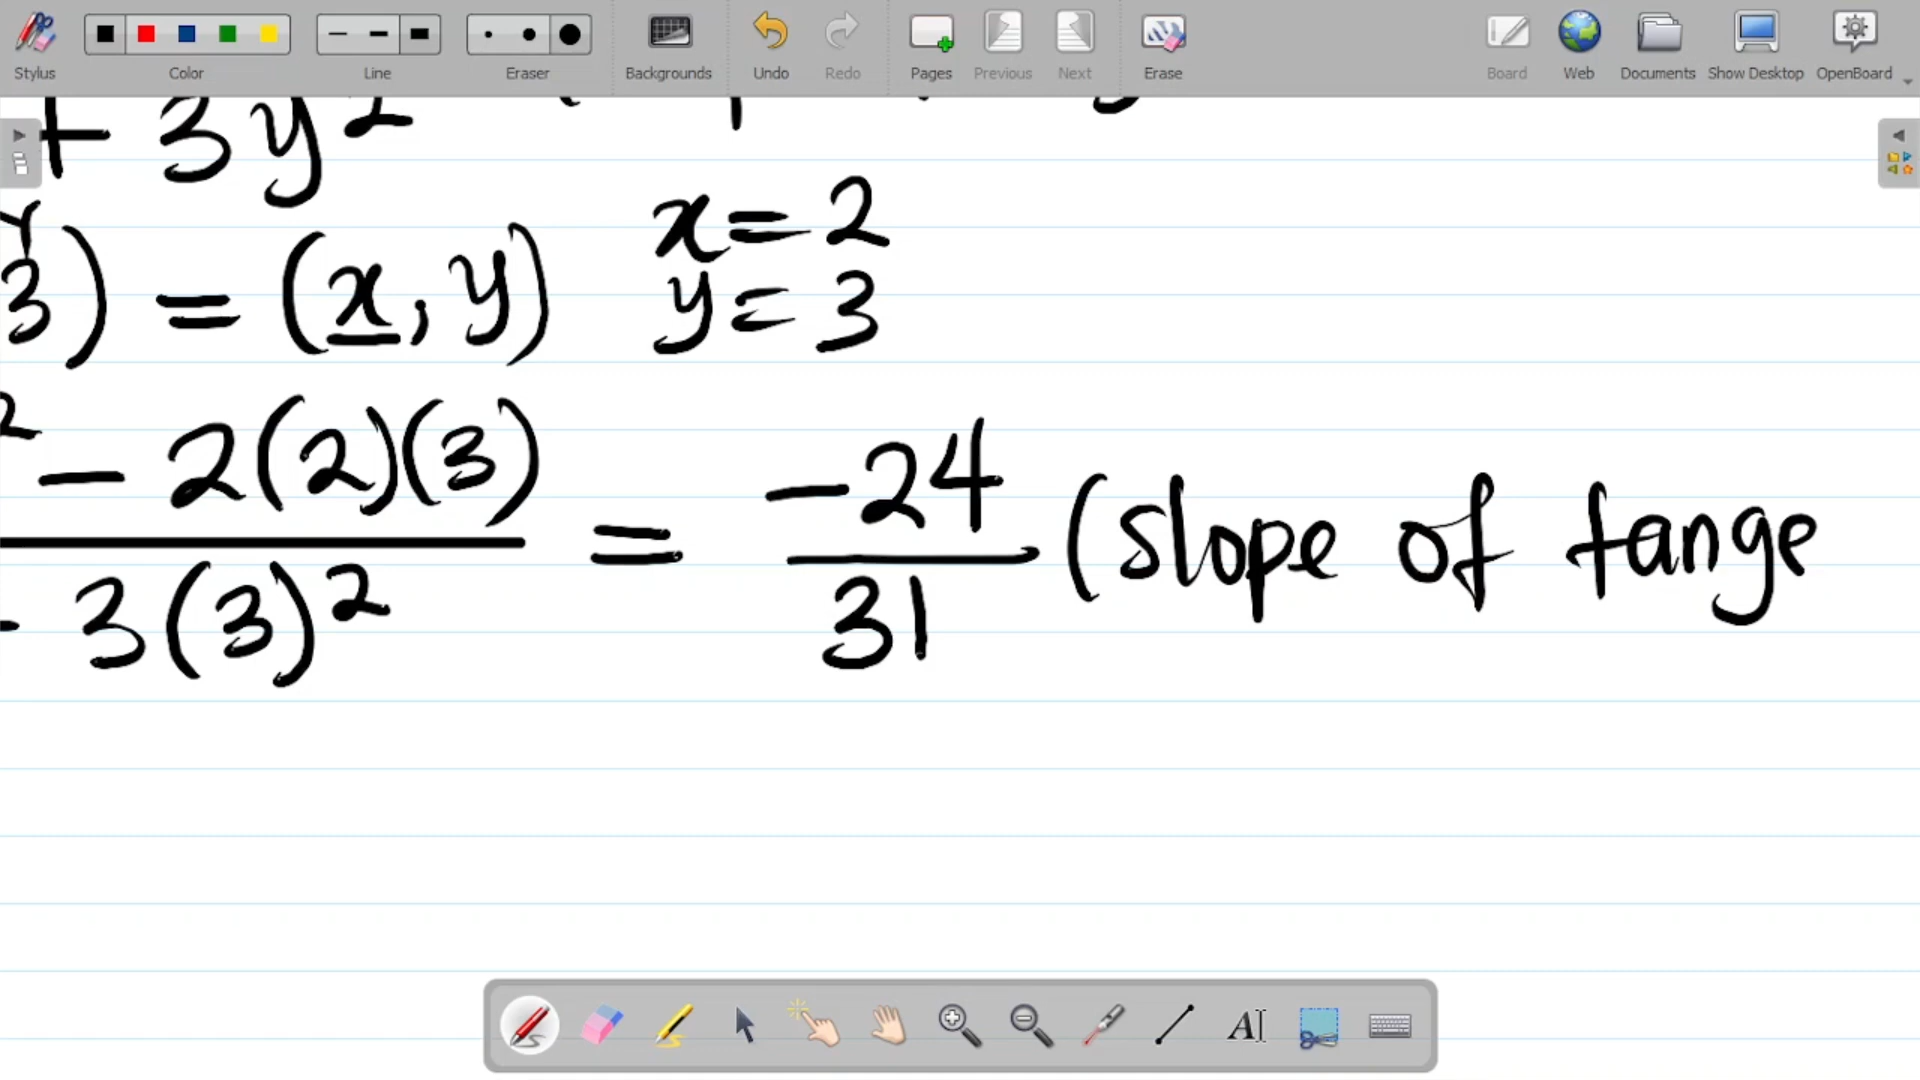 Stylus Color Line Eraser Backgrounds Undo Redo Pages Previous Next Erase Board Web Documents Show Desktop OpenBoard
+ 3y²
3) = (x, y) x = 2
y = 3
² - 2(2)(3)
3(3)² = -24/31 (slope of tange